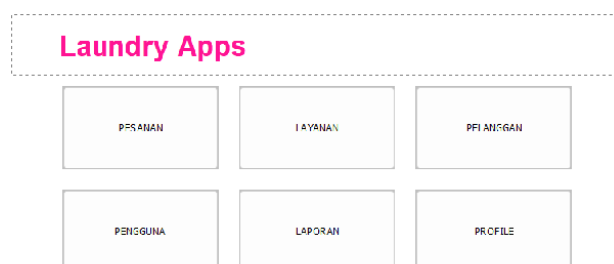 Laundry Apps
PESANAN LAYANAN PELANGGAN
PENGGUNA LAPORAN PROFILE